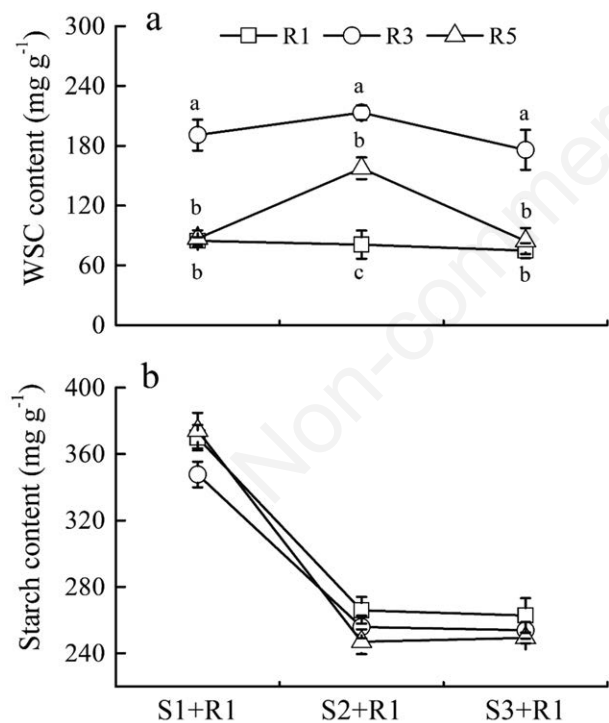 a
R1 R3 R5
WSC content (mg g⁻¹)
300
240
180
120
60
0
a a a
b b b
b c b
Non-commer
b
Starch content (mg g⁻¹)
400
360
320
280
240
S1+R1 S2+R1 S3+R1